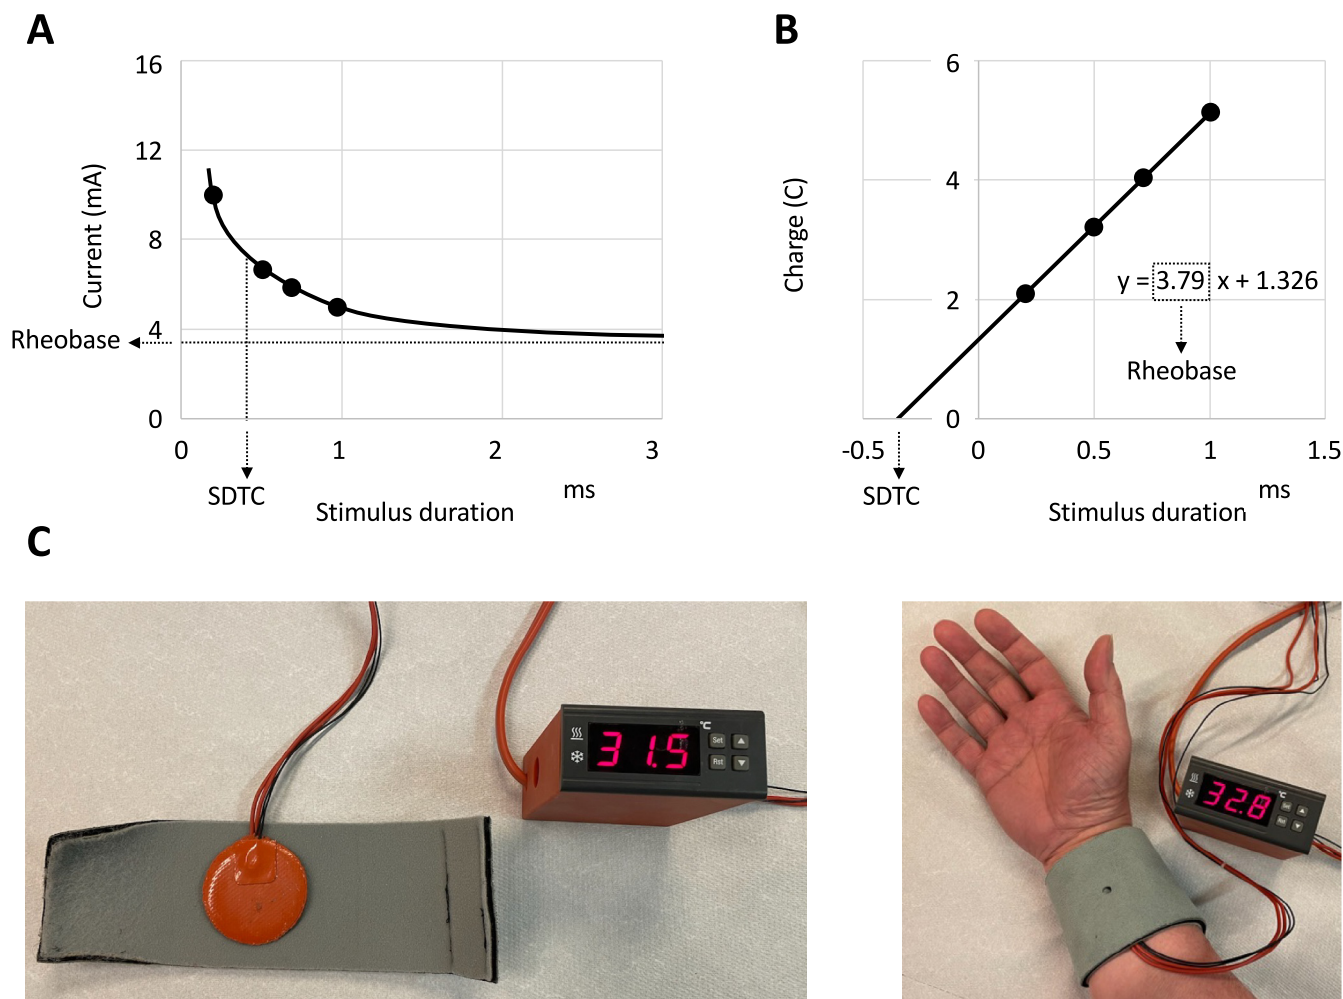 A
16
12
8
4
0
Current (mA)
Rheobase
0 1 2 3
SDTC
ms
Stimulus duration
B
6
4
2
0
Charge (C)
y = 3.79 x + 1.326
Rheobase
-0.5 0 0.5 1 1.5
SDTC
ms
Stimulus duration
C
°C
31.5
Set
Rst
°C
32.8
Set
Rst